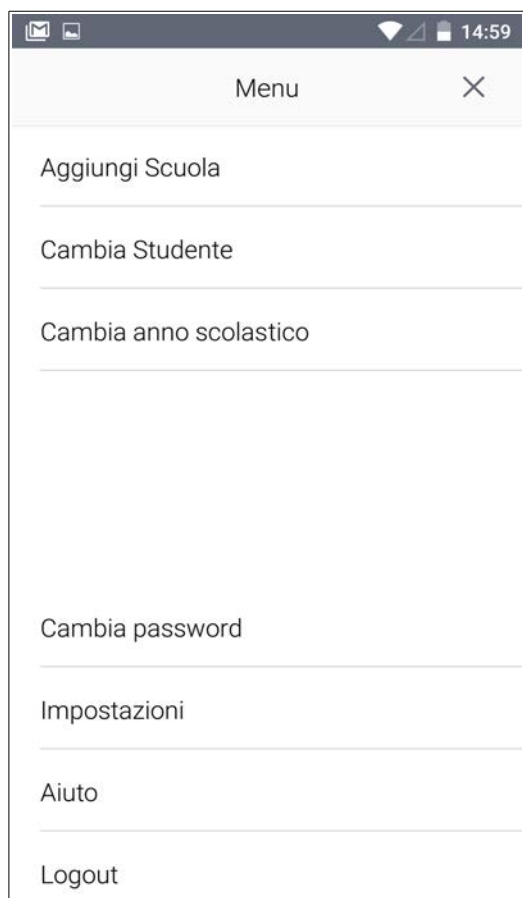 14:59
Menu
Aggiungi Scuola
Cambia Studente
Cambia anno scolastico
Cambia password
Impostazioni
Aiuto
Logout